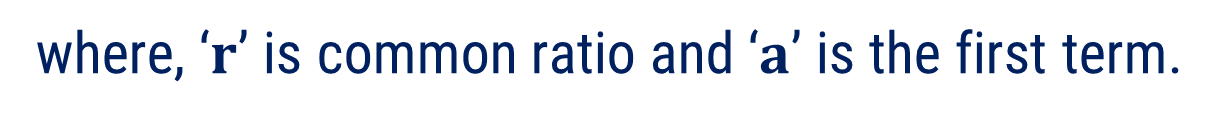 where, ‘r’ is common ratio and ‘a’ is the first term.